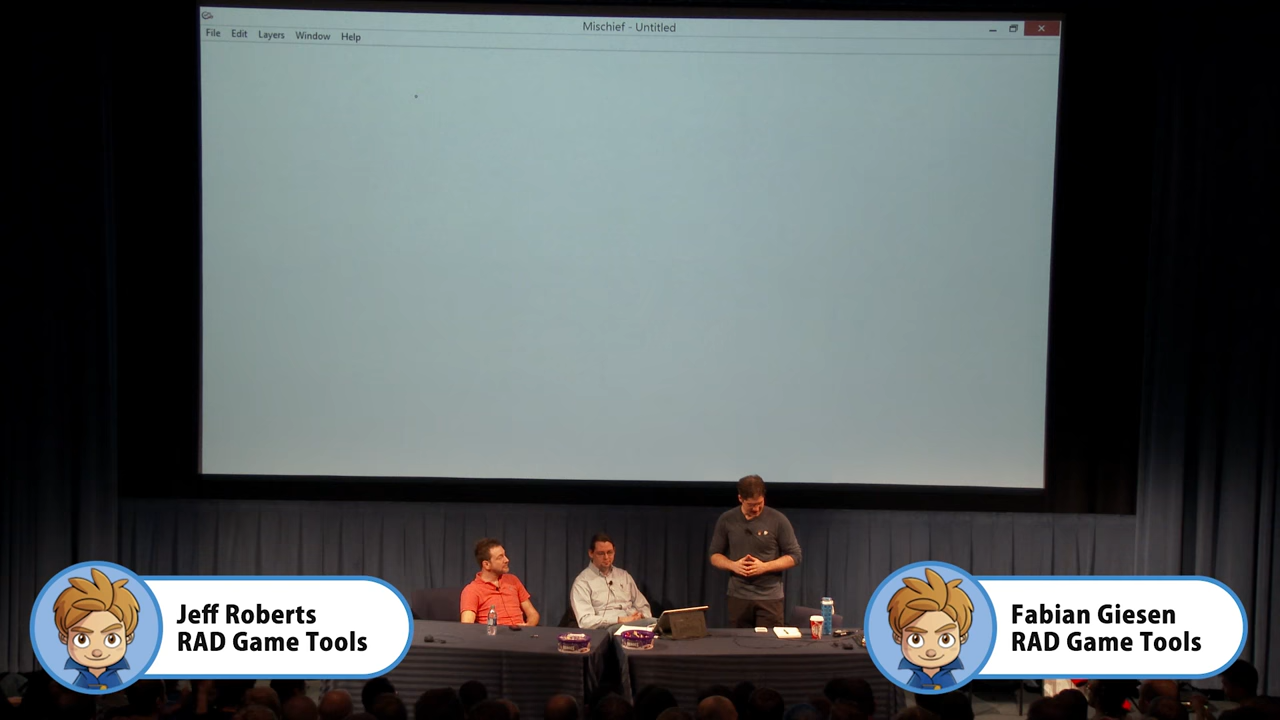 Mischief - Untitled
File Edit Layers Window Help
Jeff Roberts
RAD Game Tools
Fabian Giesen
RAD Game Tools